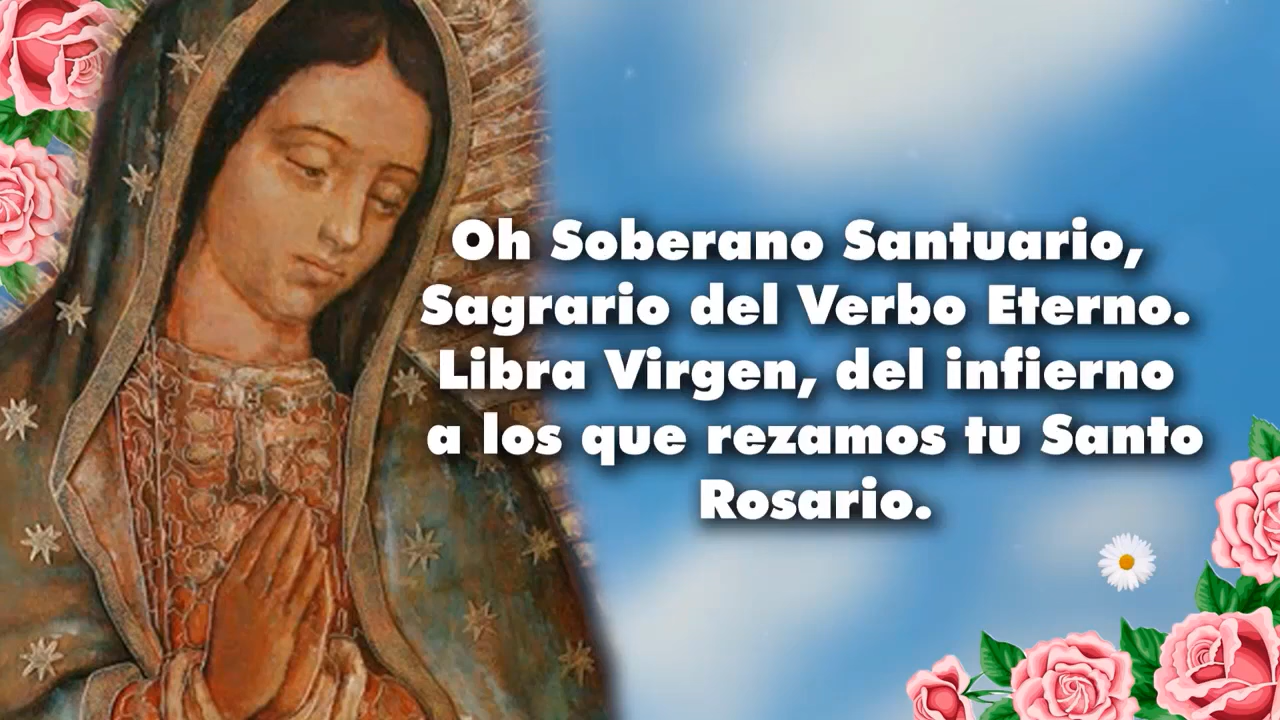 Oh Soberano Santuario,
Sagrario del Verbo Eterno.
Libra Virgen, del infierno
a los que rezamos tu Santo
Rosario.